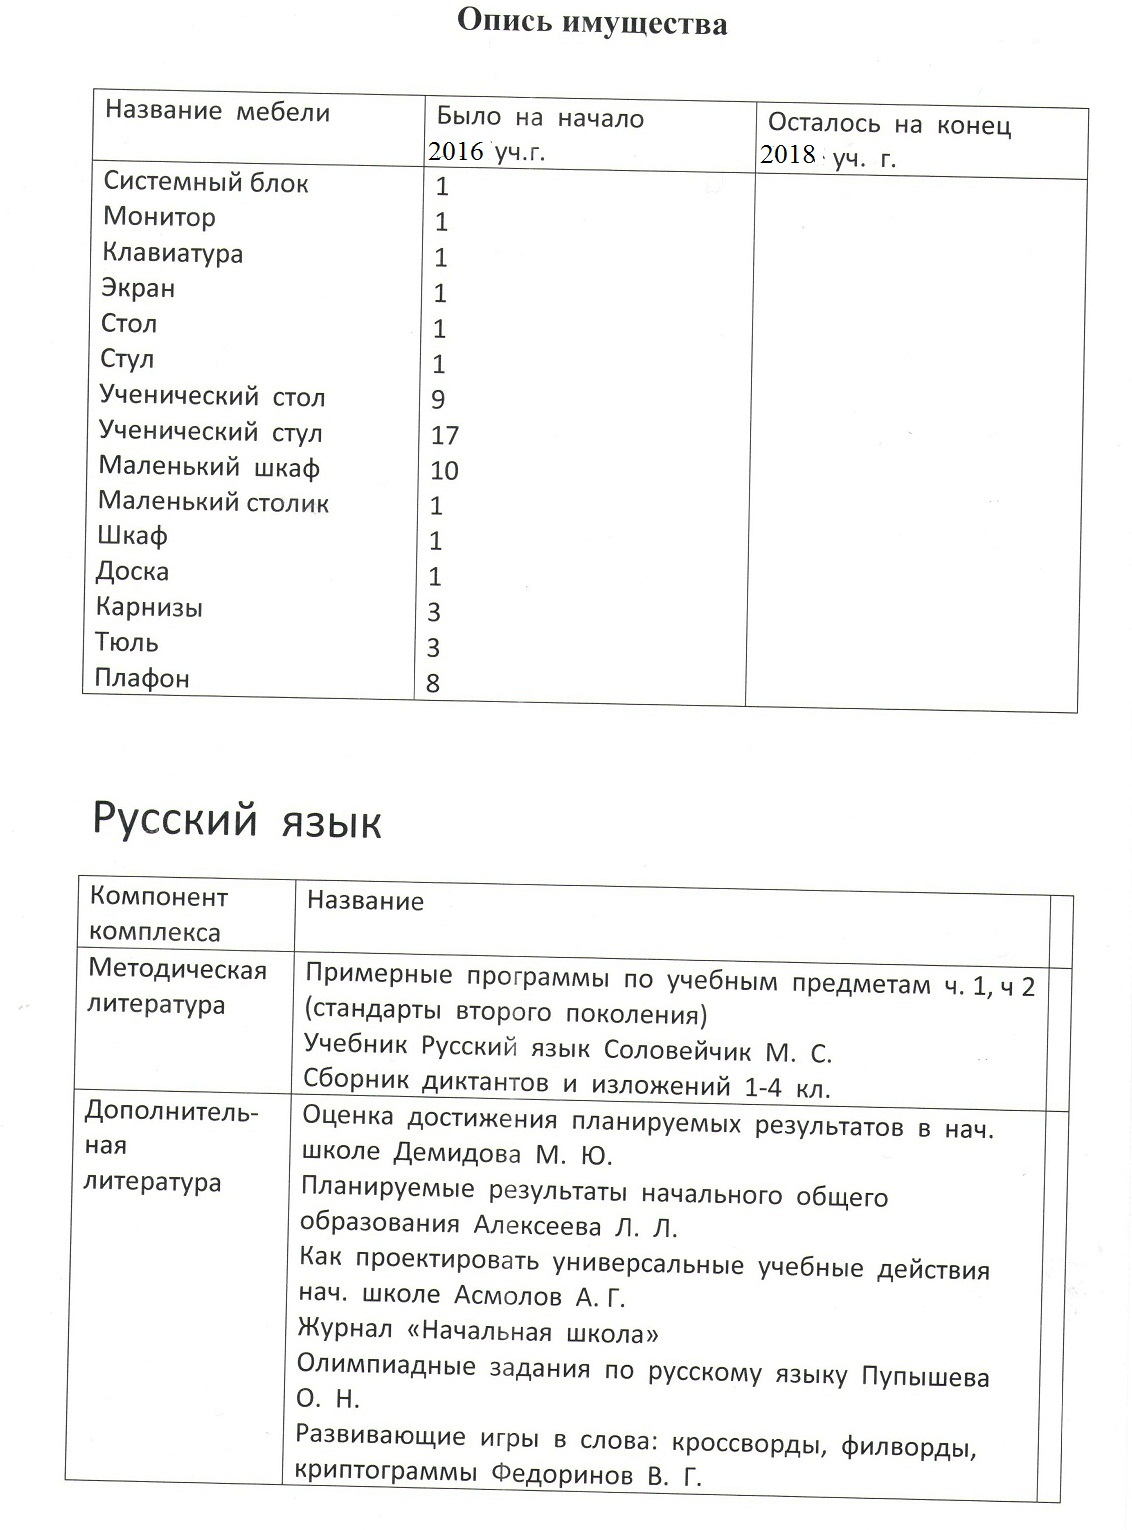 Опись имущества
Название мебели
Было на начало
2016 уч.г.
Осталось на конец
2018 уч. г.
Системный блок 1
Монитор 1
Клавиатура 1
Экран 1
Стол 1
Стул 1
Ученический стол 9
Ученический стул 17
Маленький шкаф 10
Маленький столик 1
Шкаф 1
Доска 1
Карнизы 3
Тюль 3
Плафон 8
Русский язык
Компонент
комплекса
Название
Методическая
литература
Примерные программы по учебным предметам ч. 1, ч 2
(стандарты второго поколения)
Учебник Русский язык Соловейчик М. С.
Сборник диктантов и изложений 1-4 кл.
Дополнитель-
ная
литература
Оценка достижения планируемых результатов в нач.
школе Демидова М. Ю.
Планируемые результаты начального общего
образования Алексеева Л. Л.
Как проектировать универсальные учебные действия
нач. школе Асмолов А. Г.
Журнал «Начальная школа»
Олимпиадные задания по русскому языку Пупышева
О. Н.
Развивающие игры в слова: кроссворды, филворды,
криптограммы Федоринов В. Г.